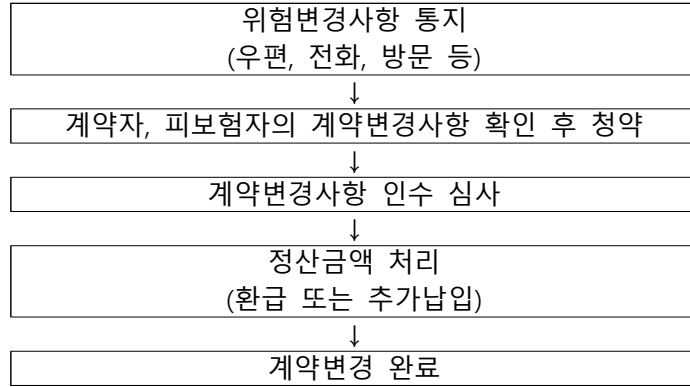 위험변경사항 통지
(우편, 전화, 방문 등)
↓
계약자, 피보험자의 계약변경사항 확인 후 청약
↓
계약변경사항 인수 심사
↓
정산금액 처리
(환급 또는 추가납입)
↓
계약변경 완료